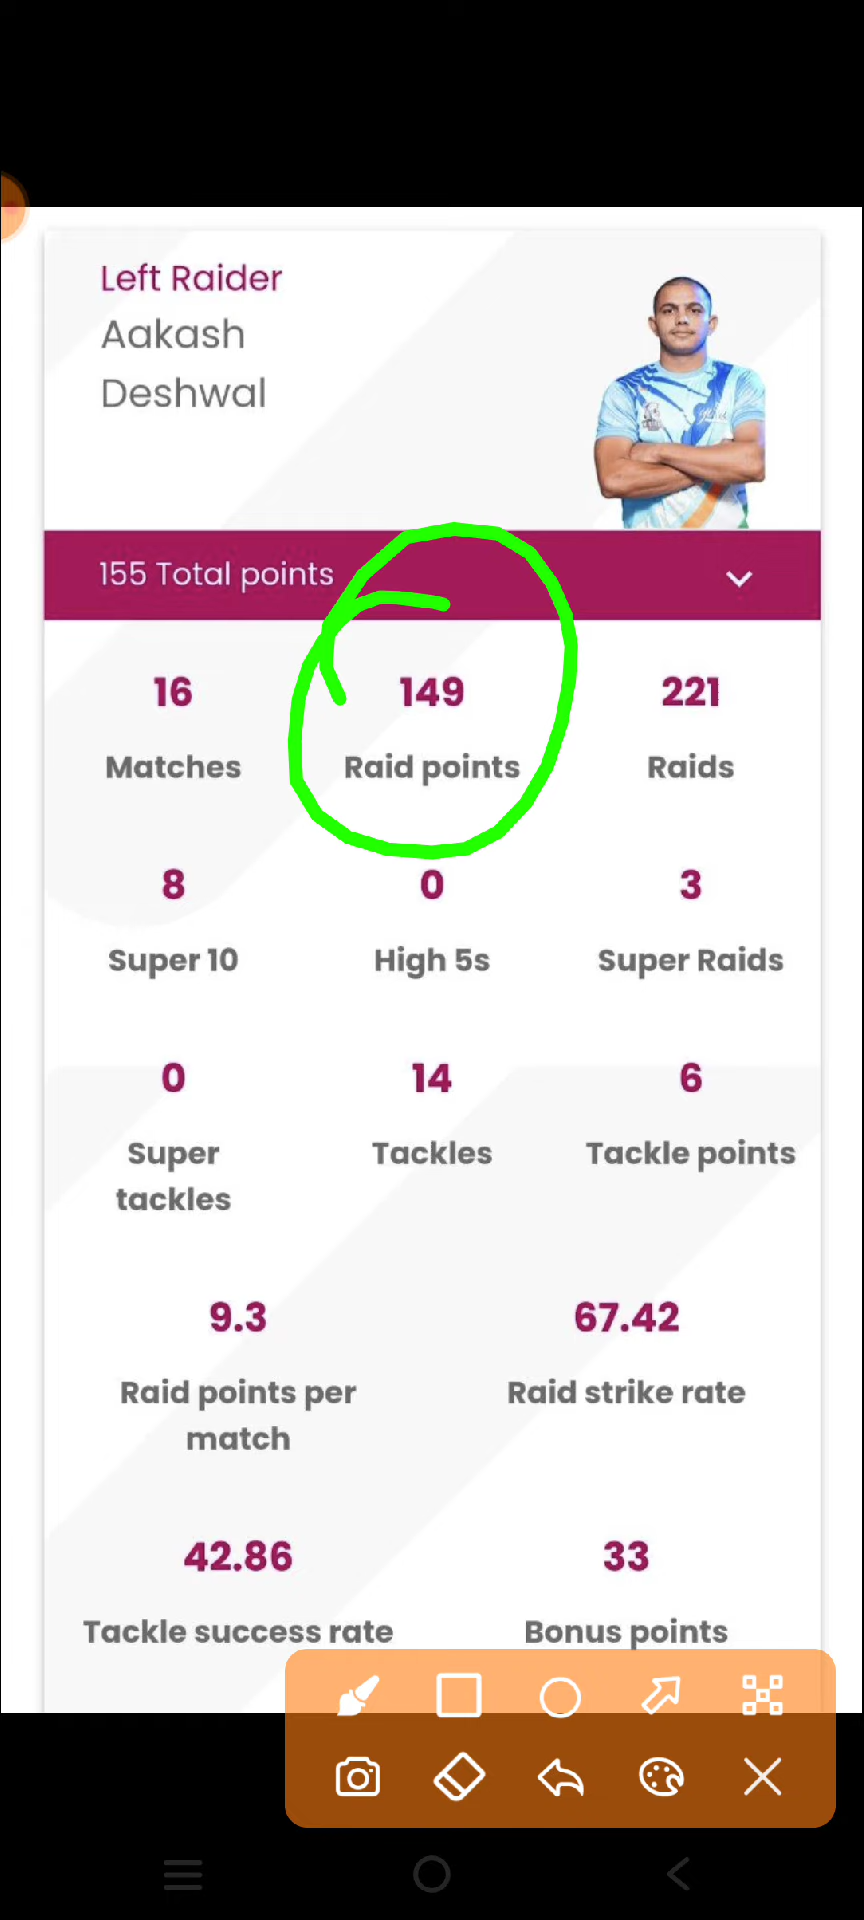 Left Raider
Aakash
Deshwal
155 Total points
16 149 221
Matches Raid points Raids
8 0 3
Super 10 High 5s Super Raids
0 14 6
Super tackles Tackles Tackle points
9.3 67.42
Raid points per match Raid strike rate
42.86 33
Tackle success rate Bonus points